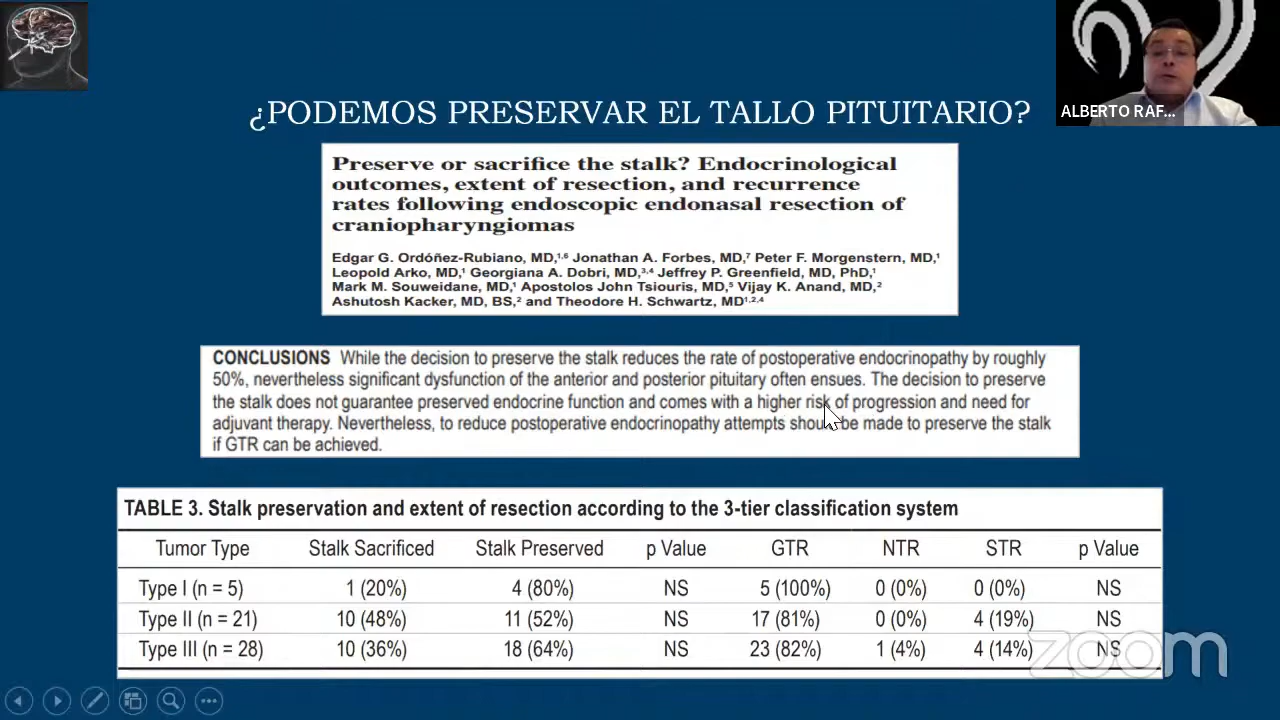 ALBERTO RAF...
¿PODEMOS PRESERVAR EL TALLO PITUITARIO?
Preserve or sacrifice the stalk? Endocrinological
outcomes, extent of resection, and recurrence
rates following endoscopic endonasal resection of
craniopharyngiomas
Edgar G. Ordóñez-Rubiano, MD,1,6 Jonathan A. Forbes, MD,7 Peter F. Morgenstern, MD,1
Leopold Arko, MD,1 Georgiana A. Dobri, MD,3,4 Jeffrey P. Greenfield, MD, PhD,1
Mark M. Souweidane, MD,1 Apostolos John Tsiouris, MD,5 Vijay K. Anand, MD,2
Ashutosh Kacker, MD, BS,2 and Theodore H. Schwartz, MD1,2,4
CONCLUSIONS While the decision to preserve the stalk reduces the rate of postoperative endocrinopathy by roughly
50%, nevertheless significant dysfunction of the anterior and posterior pituitary often ensues. The decision to preserve
the stalk does not guarantee preserved endocrine function and comes with a higher risk of progression and need for
adjuvant therapy. Nevertheless, to reduce postoperative endocrinopathy attempts should be made to preserve the stalk
if GTR can be achieved.
TABLE 3. Stalk preservation and extent of resection according to the 3-tier classification system
Tumor Type Stalk Sacrificed Stalk Preserved p Value GTR NTR STR p Value
Type I (n = 5) 1 (20%) 4 (80%) NS 5 (100%) 0 (0%) 0 (0%) NS
Type II (n = 21) 10 (48%) 11 (52%) NS 17 (81%) 0 (0%) 4 (19%) NS
Type III (n = 28) 10 (36%) 18 (64%) NS 23 (82%) 1 (4%) 4 (14%) NS
zoom